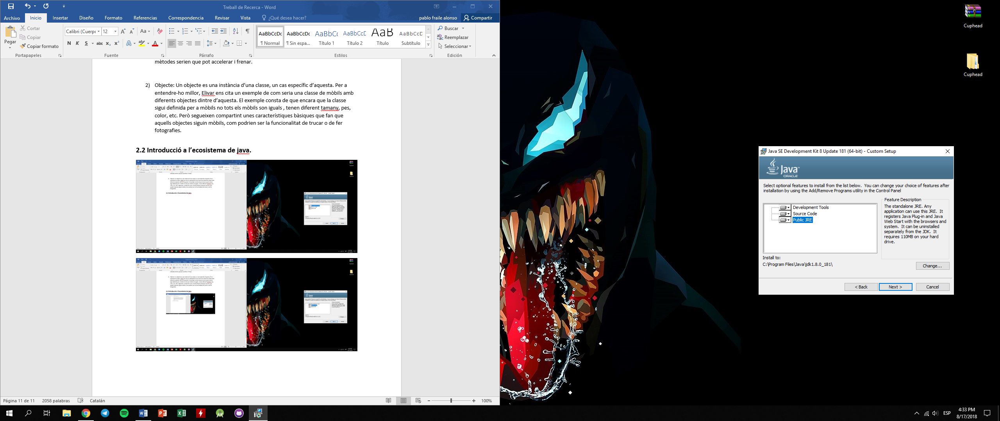 Treball de Recerca - Word
Archivo Inicio Insertar Diseño Formato Referencias Correspondencia Revisar Vista ¿Qué desea hacer? pablo fraile alonso Compartir
Pegar
Cortar
Copiar
Copiar formato
Portapapeles
Calibri (Cuerpo 12
Aa
N K S abc x₂ x² A A
Fuente
Párrafo
AaBbCcDc AaBbCcDc AaBbCc AaBbCcD AaB AaBbCcD
¶ Normal ¶ Sin espa... Título 1 Título 2 Título Subtítulo
Estilos
Buscar
Reemplazar
Seleccionar
Edición
mètodes serien que pot accelerar i frenar.
2) Objecte: Un objecte es una instància d’una classe, un cas específic d’aquesta. Per a
entendre-ho millor, Elivar ens cita un exemple de com seria una classe de mòbils amb
diferents objectes dintre d’aquesta. El exemple consta de que encara que la classe
sigui definida per a mòbils no tots els mòbils son iguals , tenen diferent tamany, pes,
color, etc. Però segueixen compartint unes característiques bàsiques que fan que
aquells objectes siguin mòbils, com podrien ser la funcionalitat de trucar o de fer
fotografies.
2.2 Introducció a l’ecosistema de java.
Página 11 de 11 2058 palabras Catalán 100%
Cuphead
Cuphead
Java SE Development Kit 8 Update 181 (64-bit) - Custom Setup
Java
ORACLE
Select optional features to install from the list below. You can change your choice of features after
installation by using the Add/Remove Programs utility in the Control Panel
Development Tools
Source Code
Public JRE
Feature Description
The standalone JRE. Any
application can use this JRE. It
registers Java Plug-in and Java
Web Start with the browsers and
system. It can be uninstalled
separately from the JDK. It
requires 110MB on your hard
drive.
Install to:
C:\Program Files\Java\jdk1.8.0_181\
Change...
< Back Next > Cancel
ESP
4:33 PM
8/17/2018